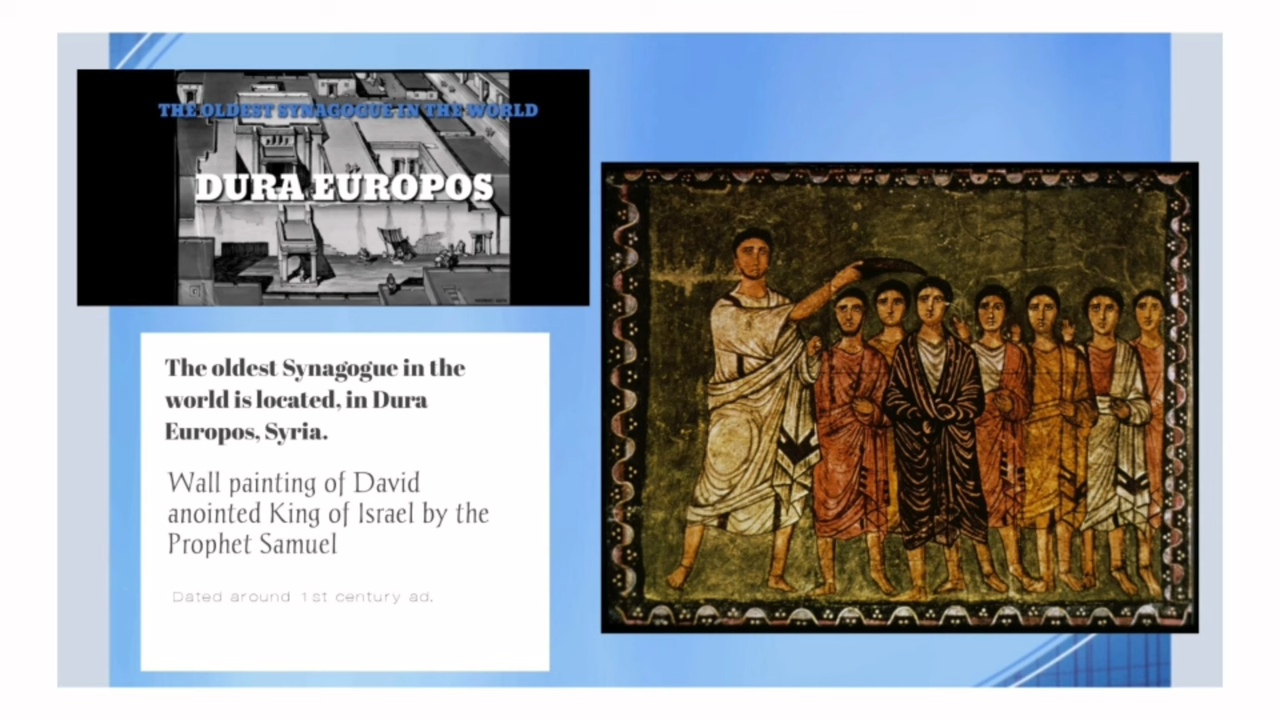 THE OLDEST SYNAGOGUE IN THE WORLD
DURA EUROPOS
The oldest Synagogue in the
world is located, in Dura
Europos, Syria.
Wall painting of David
anointed King of Israel by the
Prophet Samuel
Dated around 1st century ad.